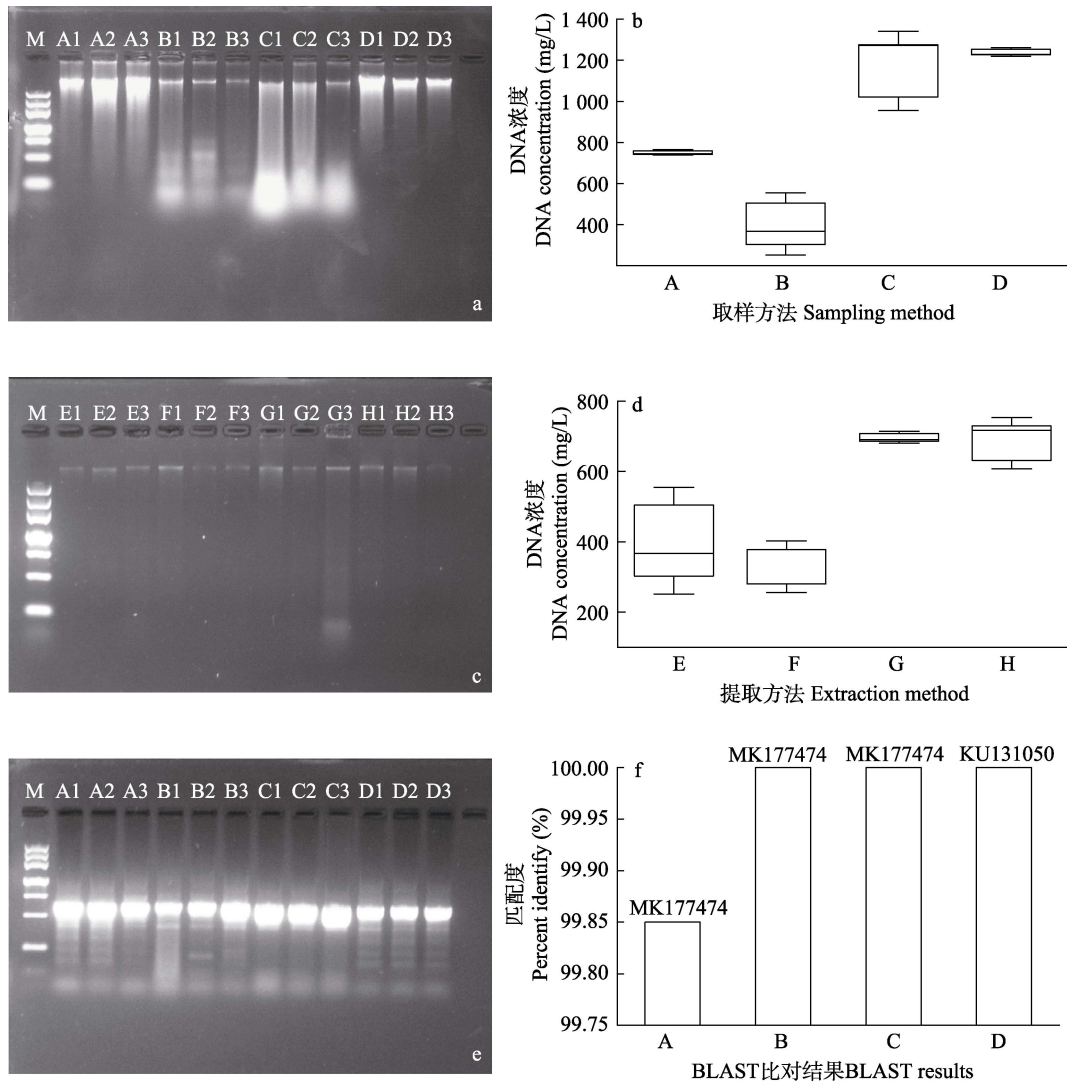 M A1 A2 A3 B1 B2 B3 C1 C2 C3 D1 D2 D3
a
b
1 400
1 200
1 000
800
600
400
DNA浓度
DNA concentration (mg/L)
A B C D
取样方法 Sampling method
M E1 E2 E3 F1 F2 F3 G1 G2 G3 H1 H2 H3
c
d
800
600
400
200
DNA浓度
DNA concentration (mg/L)
E F G H
提取方法 Extraction method
M A1 A2 A3 B1 B2 B3 C1 C2 C3 D1 D2 D3
e
f
MK177474 MK177474 KU131050
MK177474
100.00
99.95
99.90
99.85
99.80
99.75
匹配度
Percent identify (%)
A B C D
BLAST比对结果BLAST results